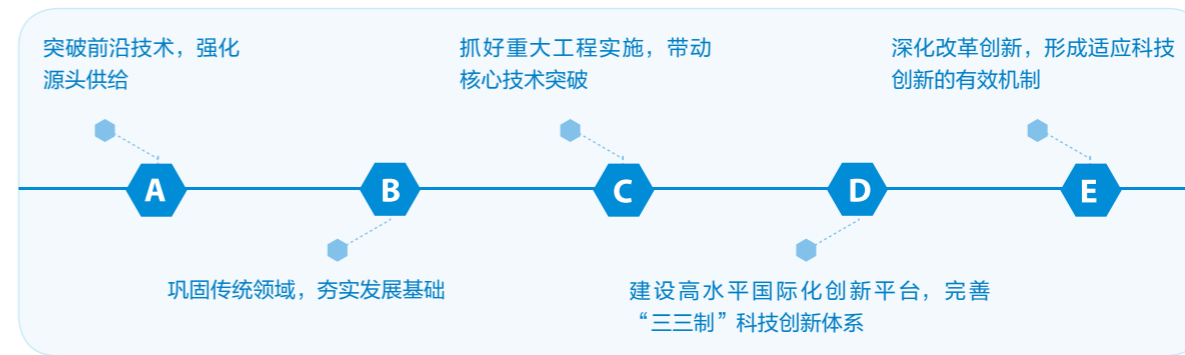 突破前沿技术，强化
源头供给
抓好重大工程实施，带动
核心技术突破
深化改革创新，形成适应科技
创新的有效机制
A
B
C
D
E
巩固传统领域，夯实发展基础
建设高水平国际化创新平台，完善
“三三制”科技创新体系